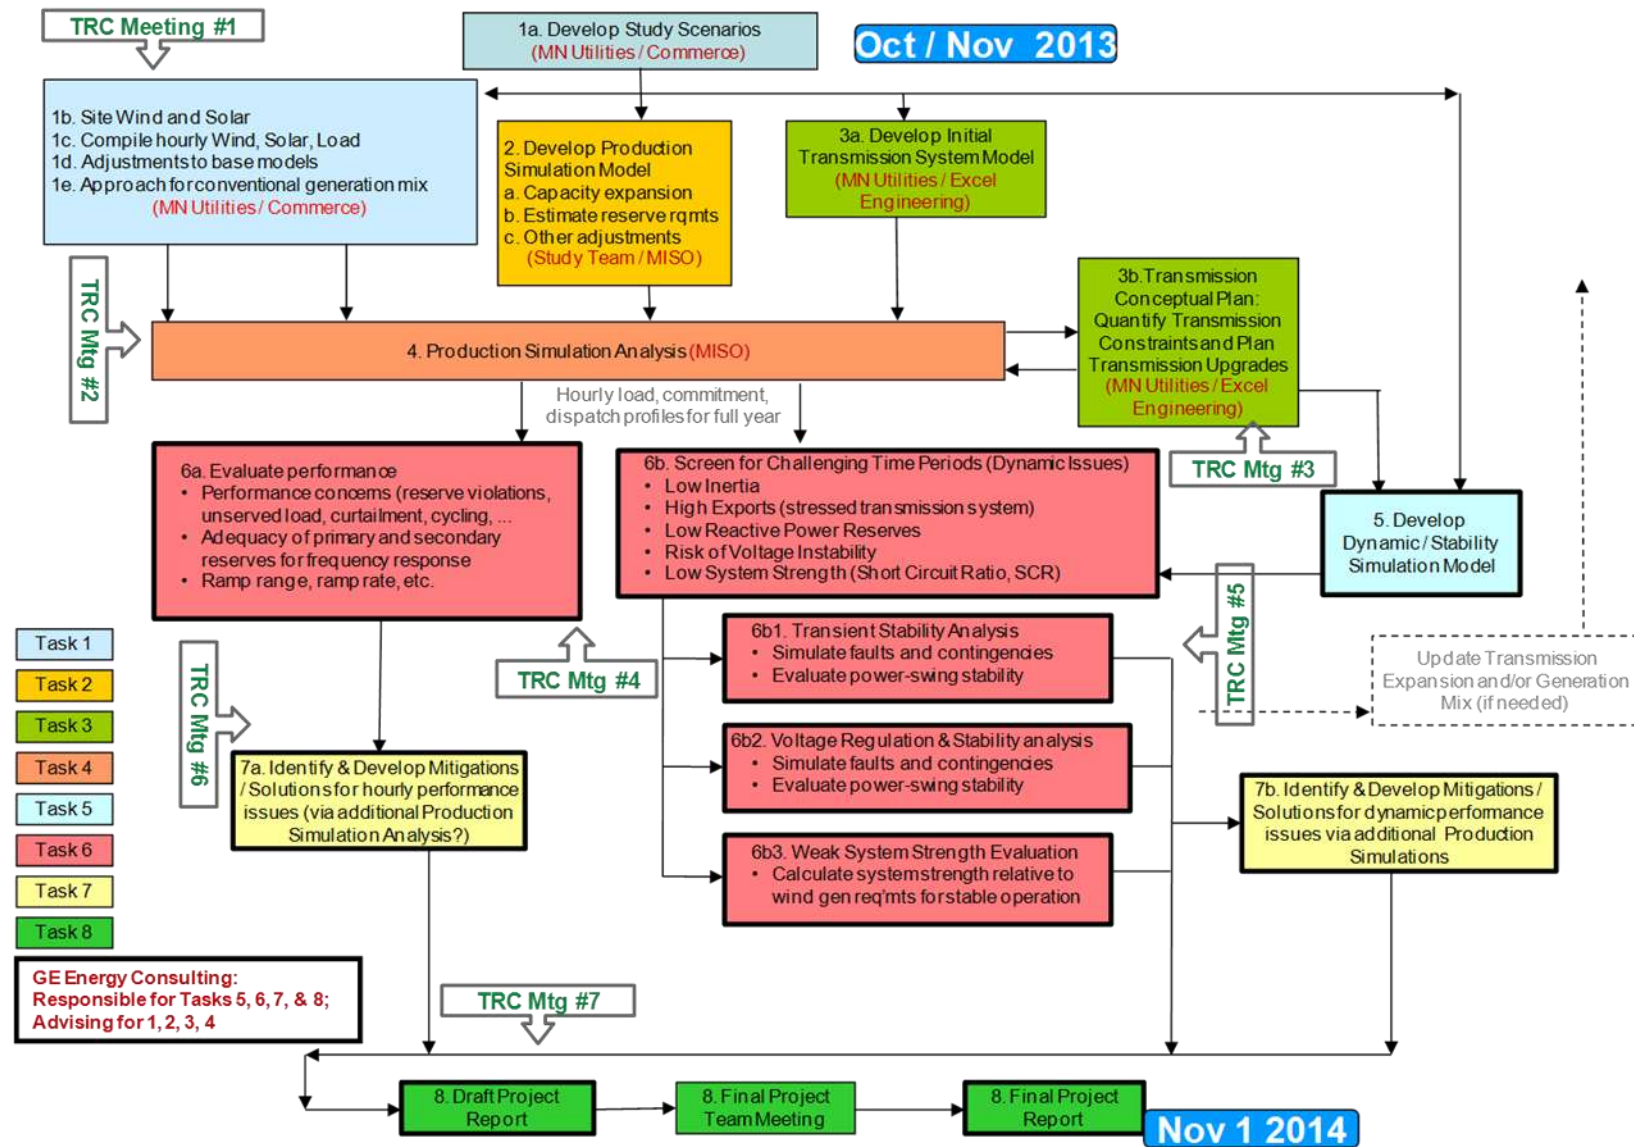 TRC Meeting #1
1a. Develop Study Scenarios
(MN Utilities / Commerce)
Oct / Nov 2013
1b. Site Wind and Solar
1c. Compile hourly Wind, Solar, Load
1d. Adjustments to base models
1e. Approach for conventional generation mix
(MN Utilities / Commerce)
2. Develop Production
Simulation Model
a. Capacity expansion
b. Estimate reserve rqmts
c. Other adjustments
(Study Team / MISO)
3a. Develop Initial
Transmission System Model
(MN Utilities / Excel
Engineering)
TRC Mtg #2
3b. Transmission
Conceptual Plan:
Quantify Transmission
Constraints and Plan
Transmission Upgrades
(MN Utilities / Excel
Engineering)
4. Production Simulation Analysis (MISO)
Hourly load, commitment,
dispatch profiles for full year
TRC Mtg #3
6a. Evaluate performance
• Performance concerns (reserve violations,
unserved load, curtailment, cycling, ...
• Adequacy of primary and secondary
reserves for frequency response
• Ramp range, ramp rate, etc.
6b. Screen for Challenging Time Periods (Dynamic Issues)
• Low Inertia
• High Exports (stressed transmission system)
• Low Reactive Power Reserves
• Risk of Voltage Instability
• Low System Strength (Short Circuit Ratio, SCR)
5. Develop
Dynamic / Stability
Simulation Model
TRC Mtg #5
TRC Mtg #4
6b1. Transient Stability Analysis
• Simulate faults and contingencies
• Evaluate power-swing stability
Update Transmission
Expansion and/or Generation
Mix (if needed)
Task 1
Task 2
Task 3
Task 4
Task 5
Task 6
Task 7
Task 8
TRC Mtg #6
6b2. Voltage Regulation & Stability analysis
• Simulate faults and contingencies
• Evaluate power-swing stability
7a. Identify & Develop Mitigations
/ Solutions for hourly performance
issues (via additional Production
Simulation Analysis?)
7b. Identify & Develop Mitigations /
Solutions for dynamic performance
issues via additional Production
Simulations
6b3. Weak System Strength Evaluation
• Calculate system strength relative to
wind gen req'mts for stable operation
GE Energy Consulting:
Responsible for Tasks 5, 6, 7, & 8;
Advising for 1, 2, 3, 4
TRC Mtg #7
8. Draft Project
Report
8. Final Project
Team Meeting
8. Final Project
Report
Nov 1 2014